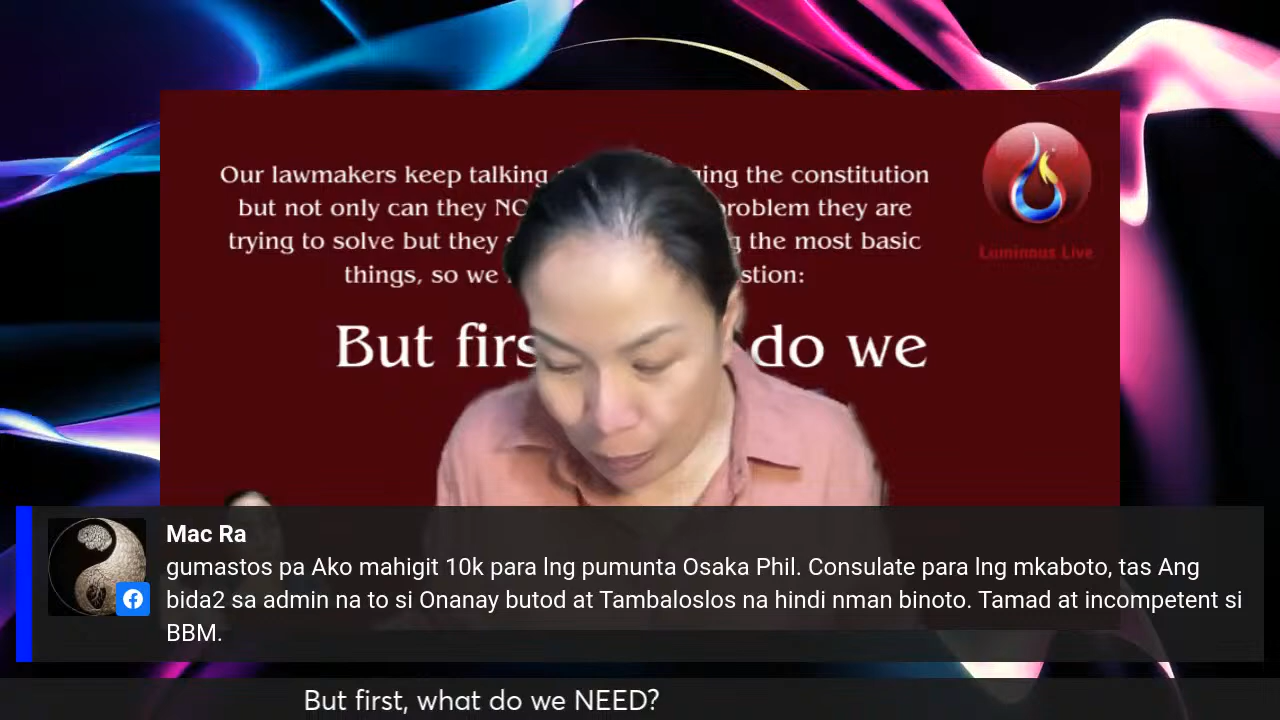 Our lawmakers keep talking ging the constitution
but not only can they problem they are
trying to solve but they the most basic
things, so we stion:
Luminous Live
But firs do we
Mac Ra
gumastos pa Ako mahigit 10k para lng pumunta Osaka Phil. Consulate para lng mkaboto, tas Ang
bida2 sa admin na to si Onanay butod at Tambaloslos na hindi nman binoto. Tamad at incompetent si
BBM.
But first, what do we NEED?